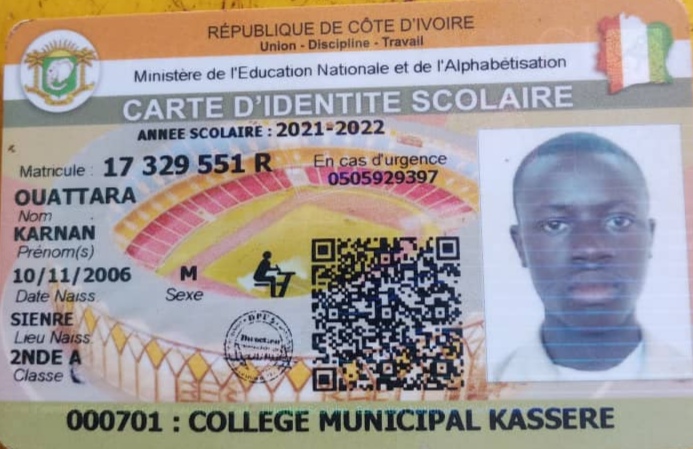 RÉPUBLIQUE DE CÔTE D'IVOIRE
Union - Discipline - Travail
Ministère de l'Education Nationale et de l'Alphabétisation
CARTE D'IDENTITE SCOLAIRE
ANNEE SCOLAIRE : 2021-2022
Matricule : 17 329 551 R
En cas d'urgence
0505929397
OUATTARA
Nom
KARNAN
Prénom(s)
10/11/2006 M
Date Naiss. Sexe
SIENRE
Lieu Naiss.
2NDE A
Classe
000701 : COLLEGE MUNICIPAL KASSERE